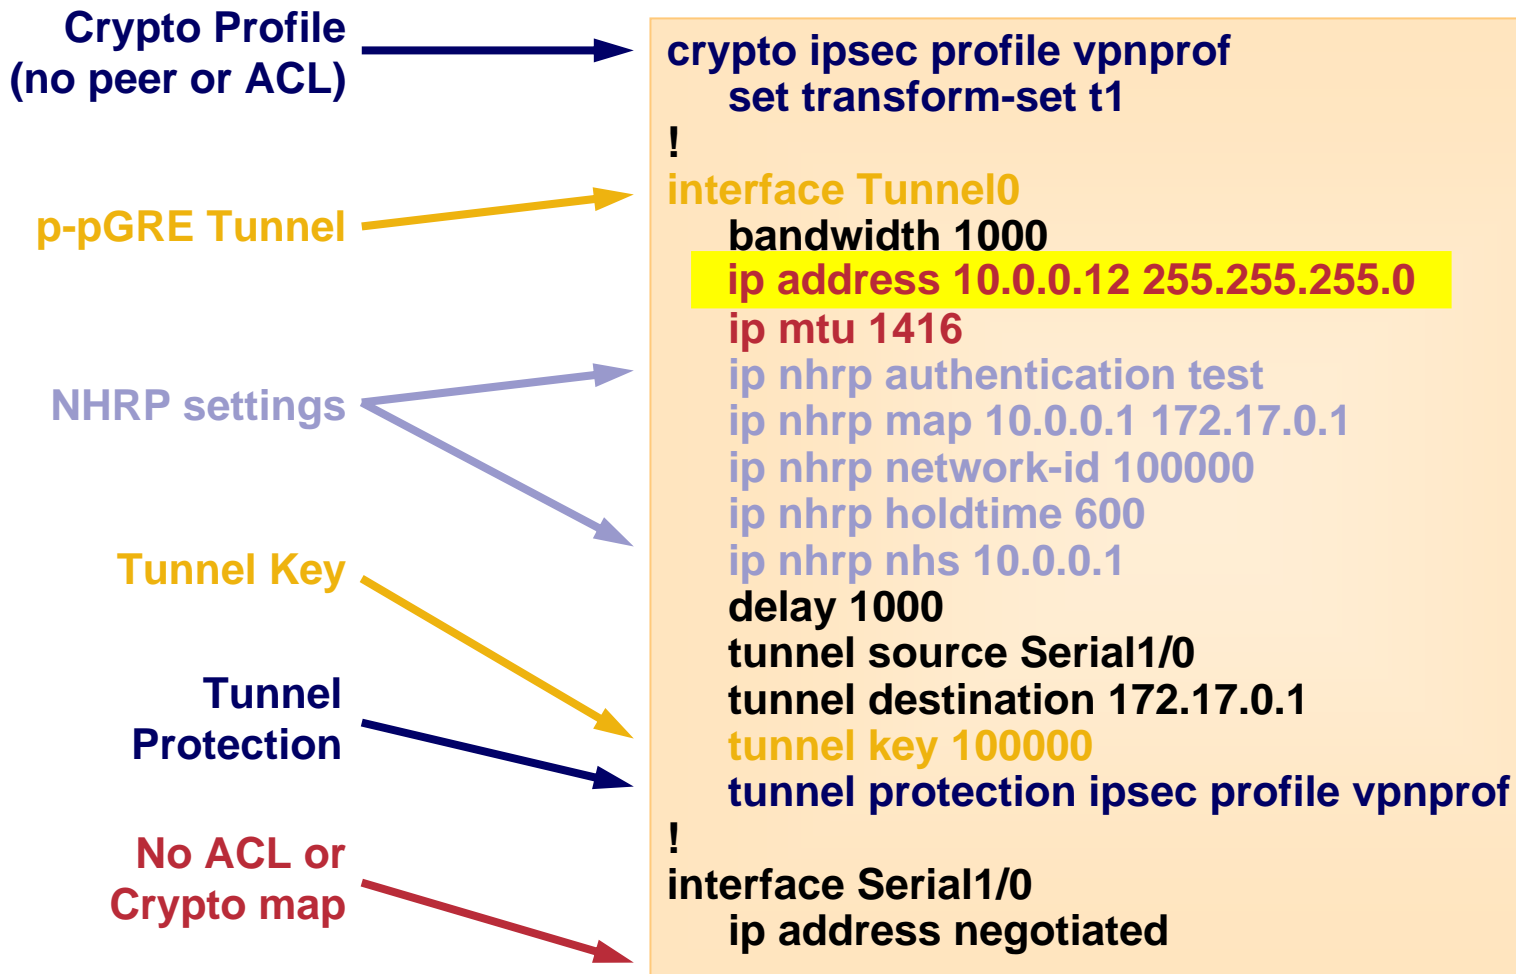 Crypto Profile
(no peer or ACL)
p-pGRE Tunnel
NHRP settings
Tunnel Key
Tunnel
Protection
No ACL or
Crypto map
crypto ipsec profile vpnprof
set transform-set t1
!
interface Tunnel0
bandwidth 1000
ip address 10.0.0.12 255.255.255.0
ip mtu 1416
ip nhrp authentication test
ip nhrp map 10.0.0.1 172.17.0.1
ip nhrp network-id 100000
ip nhrp holdtime 600
ip nhrp nhs 10.0.0.1
delay 1000
tunnel source Serial1/0
tunnel destination 172.17.0.1
tunnel key 100000
tunnel protection ipsec profile vpnprof
!
interface Serial1/0
ip address negotiated